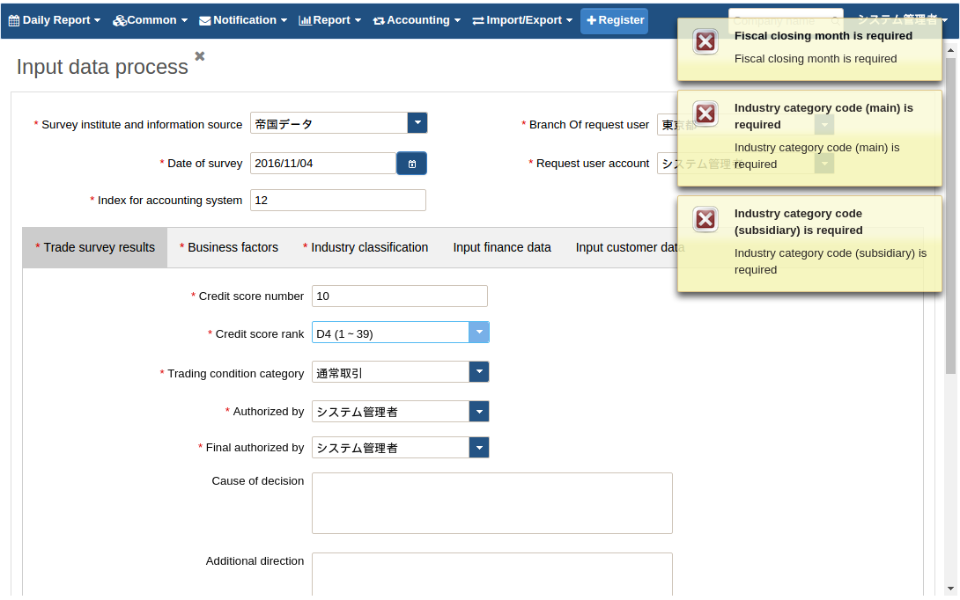 Daily Report Common Notification Report Accounting Import/Export Register システム管理者
Input data process
* Survey institute and information source 帝国データ
* Branch Of request user 東京都
* Date of survey 2016/11/04
* Request user account システム管理者
* Index for accounting system 12
* Trade survey results * Business factors * Industry classification Input finance data Input customer data
* Credit score number 10
* Credit score rank D4 (1 ~ 39)
* Trading condition category 通常取引
* Authorized by システム管理者
* Final authorized by システム管理者
Cause of decision
Additional direction
Fiscal closing month is required
Fiscal closing month is required
Industry category code (main) is
required
Industry category code (main) is
required
Industry category code
(subsidiary) is required
Industry category code (subsidiary) is
required